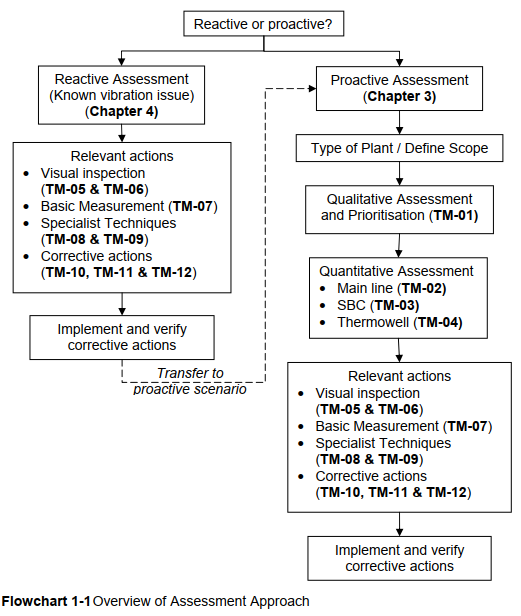 Reactive or proactive?
Reactive Assessment
(Known vibration issue)
(Chapter 4)
Relevant actions
• Visual inspection
(TM-05 & TM-06)
• Basic Measurement (TM-07)
• Specialist Techniques
(TM-08 & TM-09)
• Corrective actions
(TM-10, TM-11 & TM-12)
Implement and verify
corrective actions
Transfer to
proactive scenario
Proactive Assessment
(Chapter 3)
Type of Plant / Define Scope
Qualitative Assessment
and Prioritisation (TM-01)
Quantitative Assessment
• Main line (TM-02)
• SBC (TM-03)
• Thermowell (TM-04)
Relevant actions
• Visual inspection
(TM-05 & TM-06)
• Basic Measurement (TM-07)
• Specialist Techniques
(TM-08 & TM-09)
• Corrective actions
(TM-10, TM-11 & TM-12)
Implement and verify
corrective actions
Flowchart 1-1 Overview of Assessment Approach